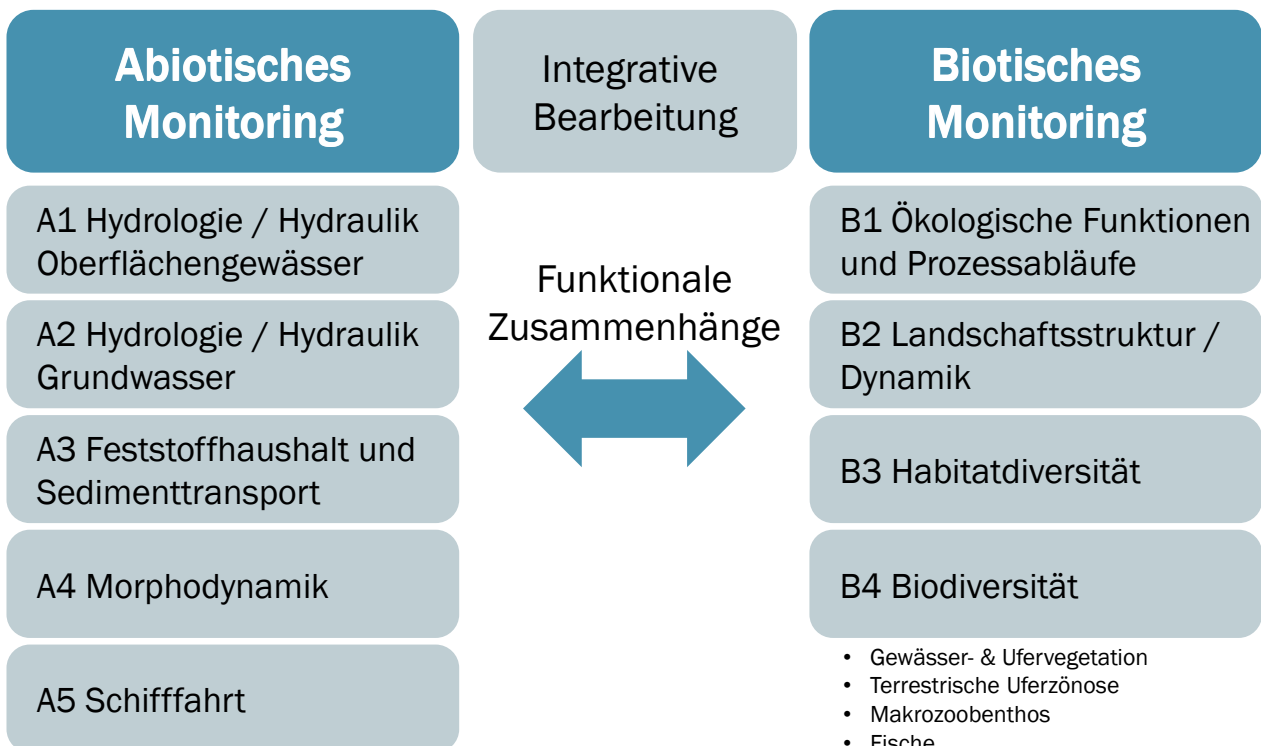 Abiotisches
Monitoring
A1 Hydrologie / Hydraulik
Oberflächengewässer
A2 Hydrologie / Hydraulik
Grundwasser
A3 Feststoffhaushalt und
Sedimenttransport
A4 Morphodynamik
A5 Schifffahrt
Integrative
Bearbeitung
Funktionale
Zusammenhänge
Biotisches
Monitoring
B1 Ökologische Funktionen
und Prozessabläufe
B2 Landschaftsstruktur /
Dynamik
B3 Habitatdiversität
B4 Biodiversität
• Gewässer- & Ufervegetation
• Terrestrische Uferzönose
• Makrozoobenthos
• Fische